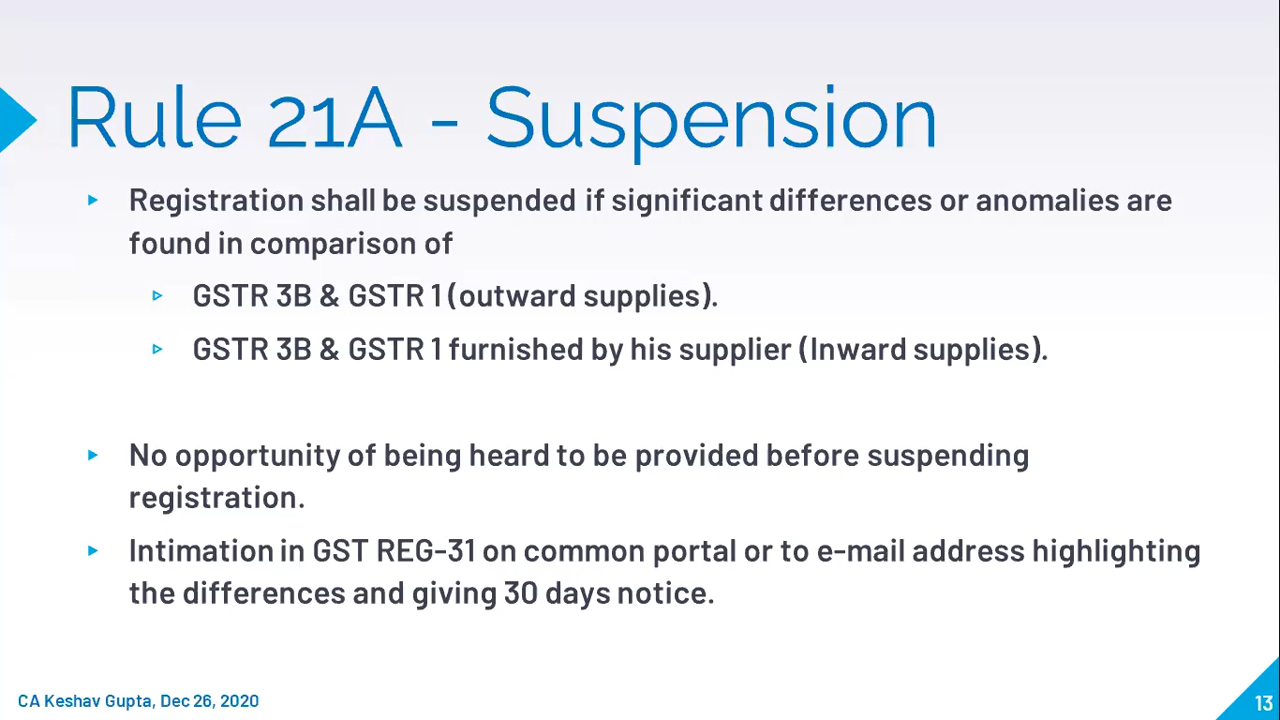 Rule 21A - Suspension
Registration shall be suspended if significant differences or anomalies are
found in comparison of
GSTR 3B & GSTR 1 (outward supplies).
GSTR 3B & GSTR 1 furnished by his supplier (Inward supplies).
No opportunity of being heard to be provided before suspending
registration.
Intimation in GST REG-31 on common portal or to e-mail address highlighting
the differences and giving 30 days notice.
CA Keshav Gupta, Dec 26, 2020
13